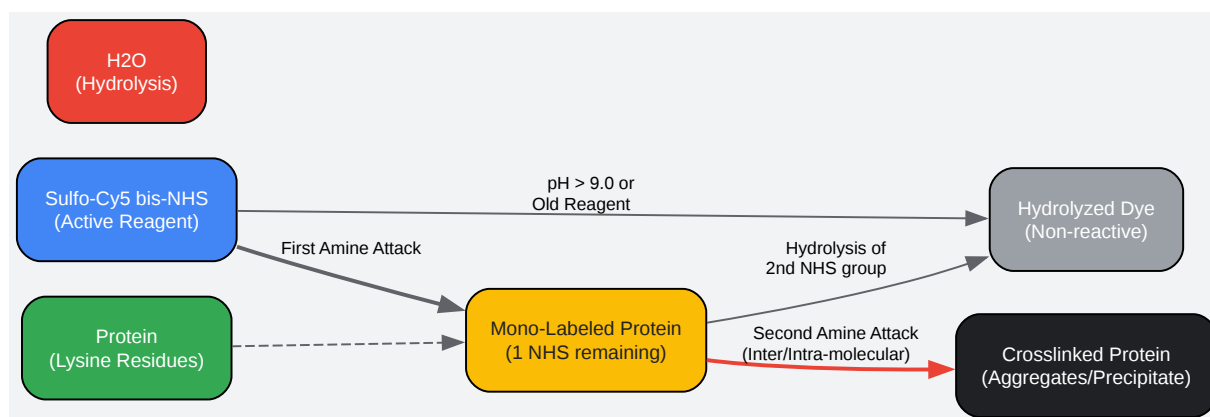 H2O
(Hydrolysis)
Sulfo-Cy5 bis-NHS
(Active Reagent)
pH > 9.0 or
Old Reagent
Hydrolyzed Dye
(Non-reactive)
First Amine Attack
Hydrolysis of
2nd NHS group
Protein
(Lysine Residues)
Mono-Labeled Protein
(1 NHS remaining)
Second Amine Attack
(Inter/Intra-molecular)
Crosslinked Protein
(Aggregates/Precipitate)